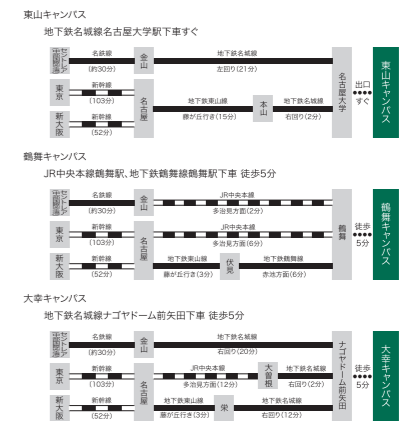 東山キャンパス
地下鉄名城線名古屋大学駅下車すぐ
セントレア 中部国際空港
名鉄線
(約30分)
金山
地下鉄名城線
左回り(21分)
東京
新幹線
(103分)
新大阪
新幹線
(52分)
名古屋
地下鉄東山線
藤が丘行き(15分)
本山
地下鉄名城線
右回り(2分)
名古屋大学
出口
すぐ
東山キャンパス
鶴舞キャンパス
JR中央本線鶴舞駅、地下鉄鶴舞線鶴舞駅下車 徒歩5分
セントレア 中部国際空港
名鉄線
(約30分)
金山
JR中央本線
多治見方面(2分)
東京
新幹線
(103分)
新大阪
新幹線
(52分)
名古屋
JR中央本線
多治見方面(6分)
地下鉄東山線
藤が丘行き(3分)
伏見
地下鉄鶴舞線
赤池方面(6分)
鶴舞
徒歩
5分
鶴舞キャンパス
大幸キャンパス
地下鉄名城線ナゴヤドーム前矢田下車 徒歩5分
セントレア 中部国際空港
名鉄線
(約30分)
金山
地下鉄名城線
右回り(20分)
東京
新幹線
(103分)
新大阪
新幹線
(52分)
名古屋
JR中央本線
多治見方面(12分)
大曽根
地下鉄名城線
右回り(2分)
地下鉄東山線
藤が丘行き(3分)
栄
地下鉄名城線
右回り(12分)
ナゴヤドーム前矢田
徒歩
5分
大幸キャンパス